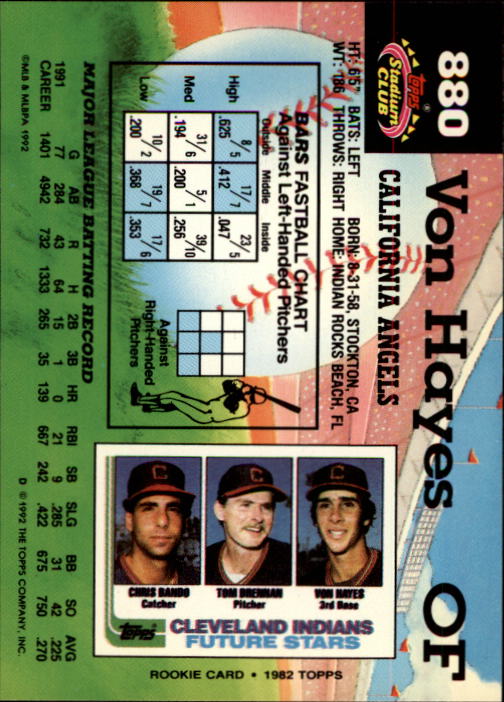 880
Von Hayes OF
TOPPS
Stadium
CLUB®
CALIFORNIA ANGELS
HT: 6'5" BATS: LEFT BORN: 8-31-58, STOCKTON, CA
WT: 186 THROWS: RIGHT HOME: INDIAN ROCKS BEACH, FL
BARS FASTBALL CHART
Against Left-Handed Pitchers
Outside Middle Inside
High 8/5 .625 17/7 .412 23/5 .047
Med 31/6 .194 5/1 .200 39/10 .256
Low 10/2 .200 19/7 .368 17/6 .353
Against
Right-Handed
Pitchers
C C C
CHRIS BANDO
Catcher
TOM BRENNAN
Pitcher
VON HAYES
3rd Base
TOPPS
CLEVELAND INDIANS
FUTURE STARS
ROOKIE CARD • 1982 TOPPS
MAJOR LEAGUE BATTING RECORD
G AB R H 2B 3B HR RBI SB SLG BB SO AVG
1991 77 284 43 64 15 1 0 21 9 .285 31 42 .225
CAREER 1401 4942 732 1333 265 35 139 667 242 .422 675 750 .270
©MLB & MLBPA 1992
D © 1992 THE TOPPS COMPANY, INC.